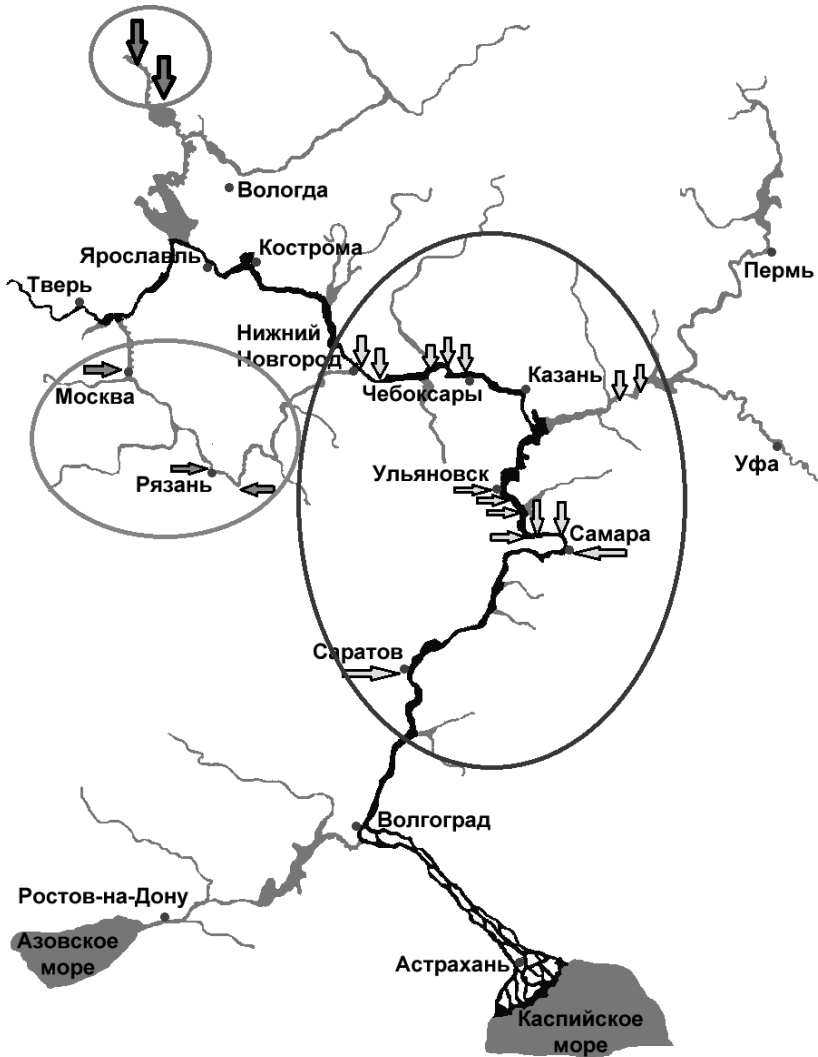 Вологда
Ярославль
Кострома
Тверь
Пермь
Нижний
Новгород
Москва
Чебоксары
Казань
Рязань
Ульяновск
Уфа
Самара
Саратов
Волгоград
Ростов-на-Дону
Азовское
море
Астрахань
Каспийское
море